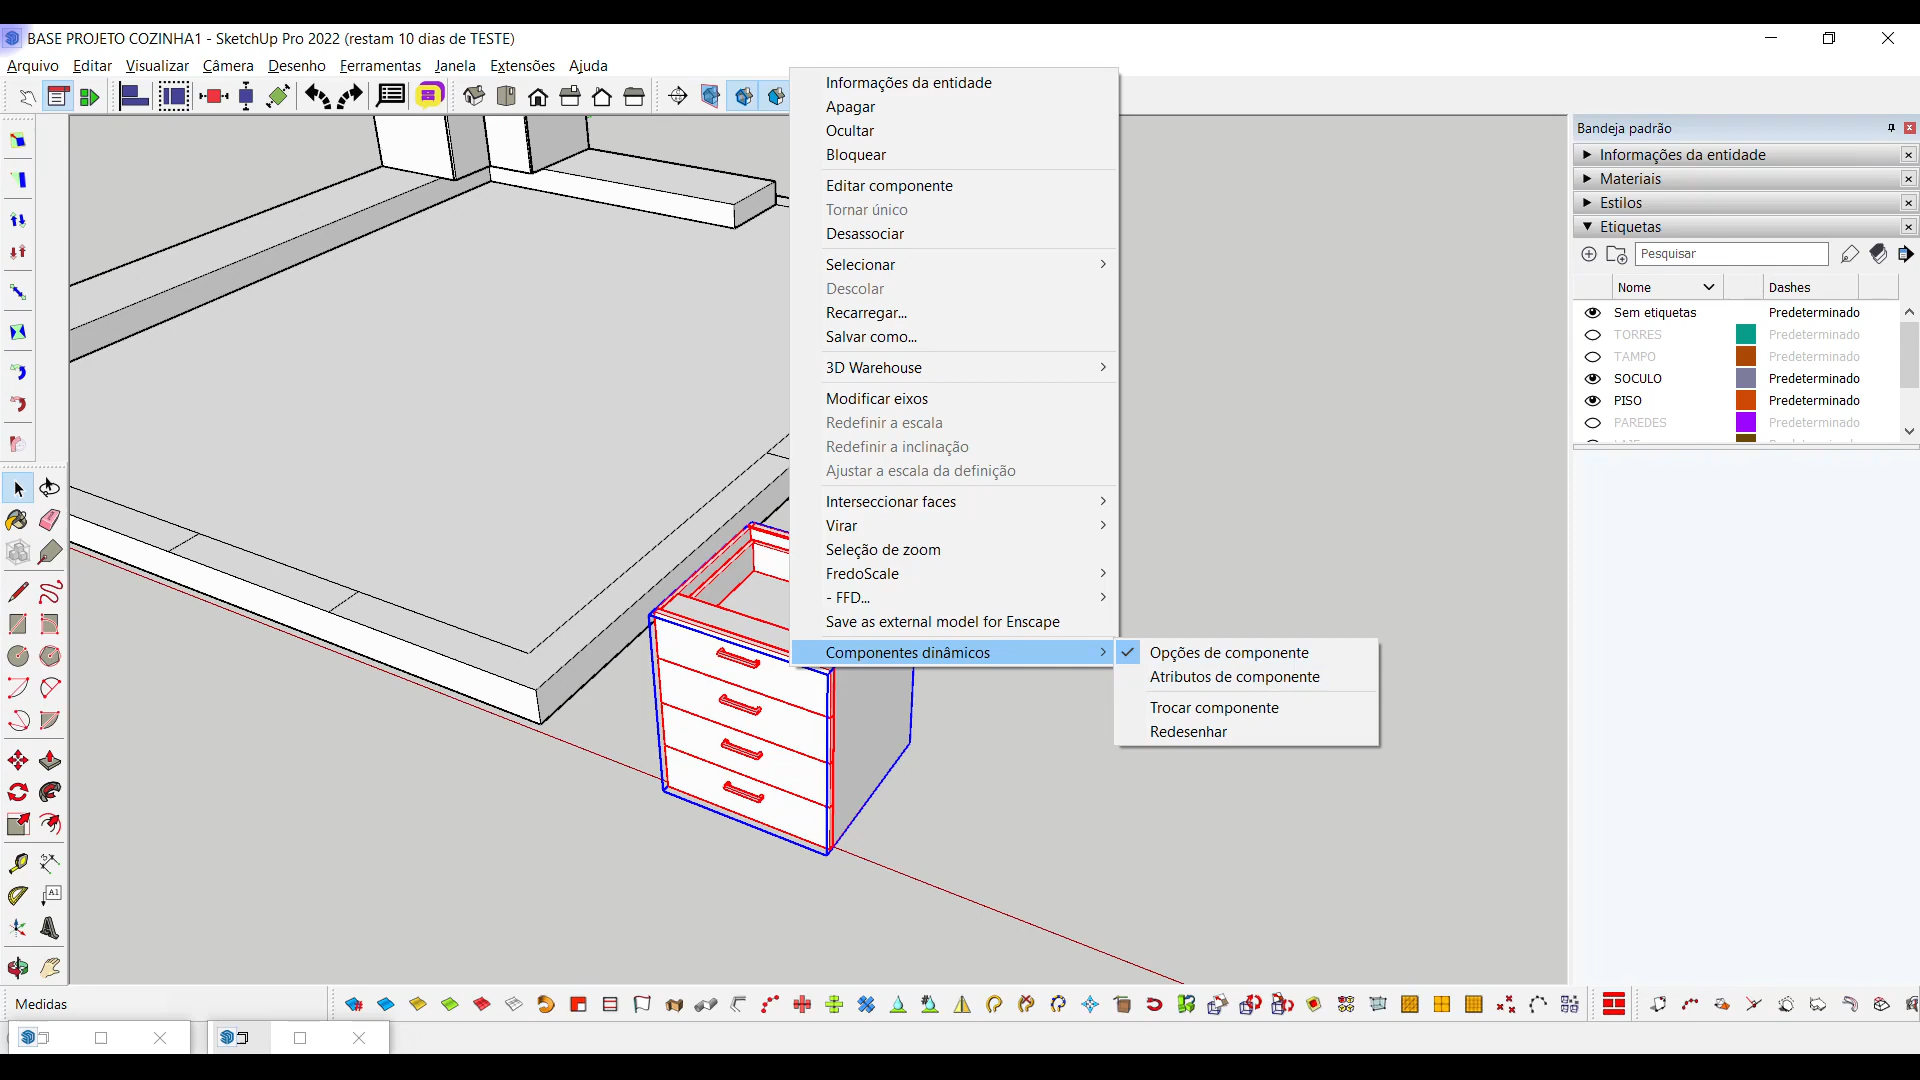 BASE PROJETO COZINHA1 - SketchUp Pro 2022 (restam 10 dias de TESTE)
Arquivo Editar Visualizar Câmera Desenho Ferramentas Janela Extensões Ajuda
Informações da entidade
Apagar
Ocultar
Bloquear
Editar componente
Tornar único
Desassociar
Selecionar
Descolar
Recarregar...
Salvar como...
3D Warehouse
Modificar eixos
Redefinir a escala
Redefinir a inclinação
Ajustar a escala da definição
Interseccionar faces
Virar
Seleção de zoom
FredoScale
- FFD...
Save as external model for Enscape
Componentes dinâmicos
Opções de componente
Atributos de componente
Trocar componente
Redesenhar
Bandeja padrão
Informações da entidade
Materiais
Estilos
Etiquetas
Pesquisar
Nome Dashes
Sem etiquetas Predeterminado
TORRES Predeterminado
TAMPO Predeterminado
SOCULO Predeterminado
PISO Predeterminado
PAREDES Predeterminado
A1
Medidas